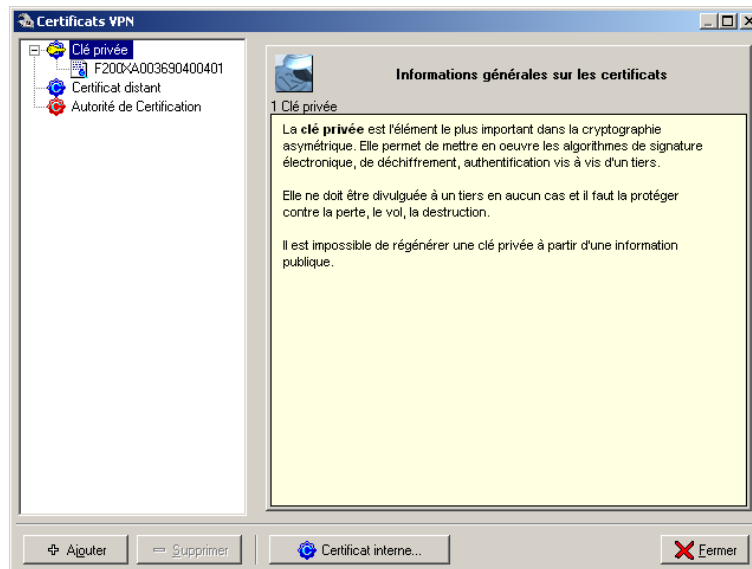 Certificats VPN
Clé privée
F200XA003690400401
Certificat distant
Autorité de Certification
Informations générales sur les certificats
1 Clé privée
La clé privée est l'élément le plus important dans la cryptographie
asymétrique. Elle permet de mettre en oeuvre les algorithmes de signature
électronique, de déchiffrement, authentification vis à vis d'un tiers.
Elle ne doit être divulguée à un tiers en aucun cas et il faut la protéger
contre la perte, le vol, la destruction.
Il est impossible de régénérer une clé privée à partir d'une information
publique.
Ajouter
Supprimer
Certificat interne...
Fermer